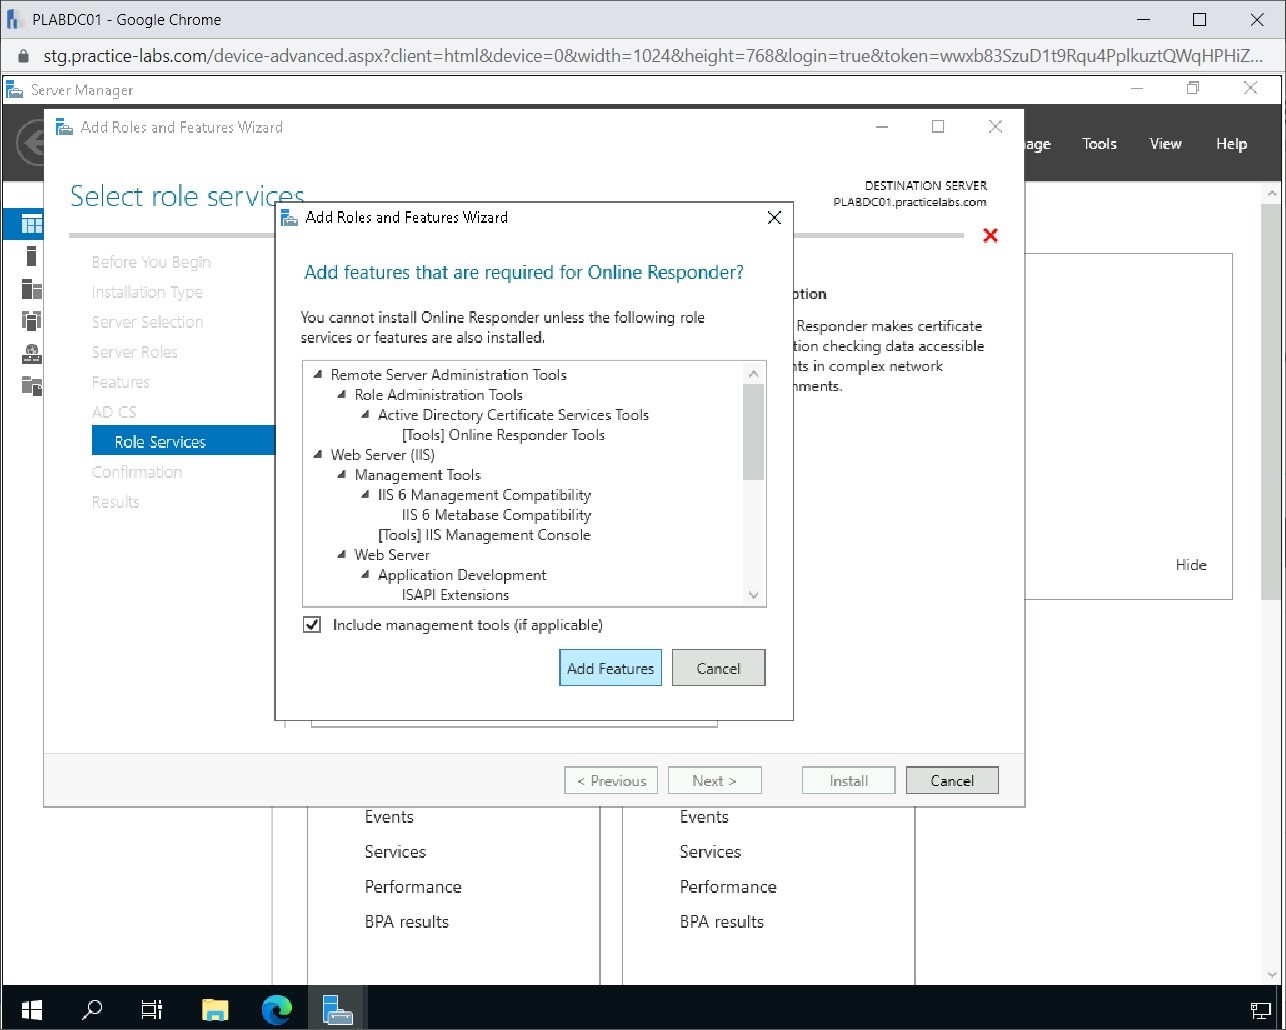 PLABDC01 - Google Chrome
stg.practice-labs.com/device-advanced.aspx?client=html&device=0&width=1024&height=768&login=true&token=wwxb83SzuD1t9Rqu4PplkuztQWqHPHiZ...
Server Manager
Add Roles and Features Wizard
age Tools View Help
Select role services
DESTINATION SERVER
PLABDC01.practicelabs.com
Before You Begin
Installation Type
Server Selection
Server Roles
Features
AD CS
Role Services
Confirmation
Results
Add Roles and Features Wizard
Add features that are required for Online Responder?
You cannot install Online Responder unless the following role
services or features are also installed.
Remote Server Administration Tools
Role Administration Tools
Active Directory Certificate Services Tools
[Tools] Online Responder Tools
Web Server (IIS)
Management Tools
IIS 6 Management Compatibility
IIS 6 Metabase Compatibility
[Tools] IIS Management Console
Web Server
Application Development
ISAPI Extensions
Include management tools (if applicable)
Add Features Cancel
ption
Responder makes certificate
tion checking data accessible
nts in complex network
nments.
Hide
< Previous Next > Install Cancel
Events
Services
Performance
BPA results
Events
Services
Performance
BPA results